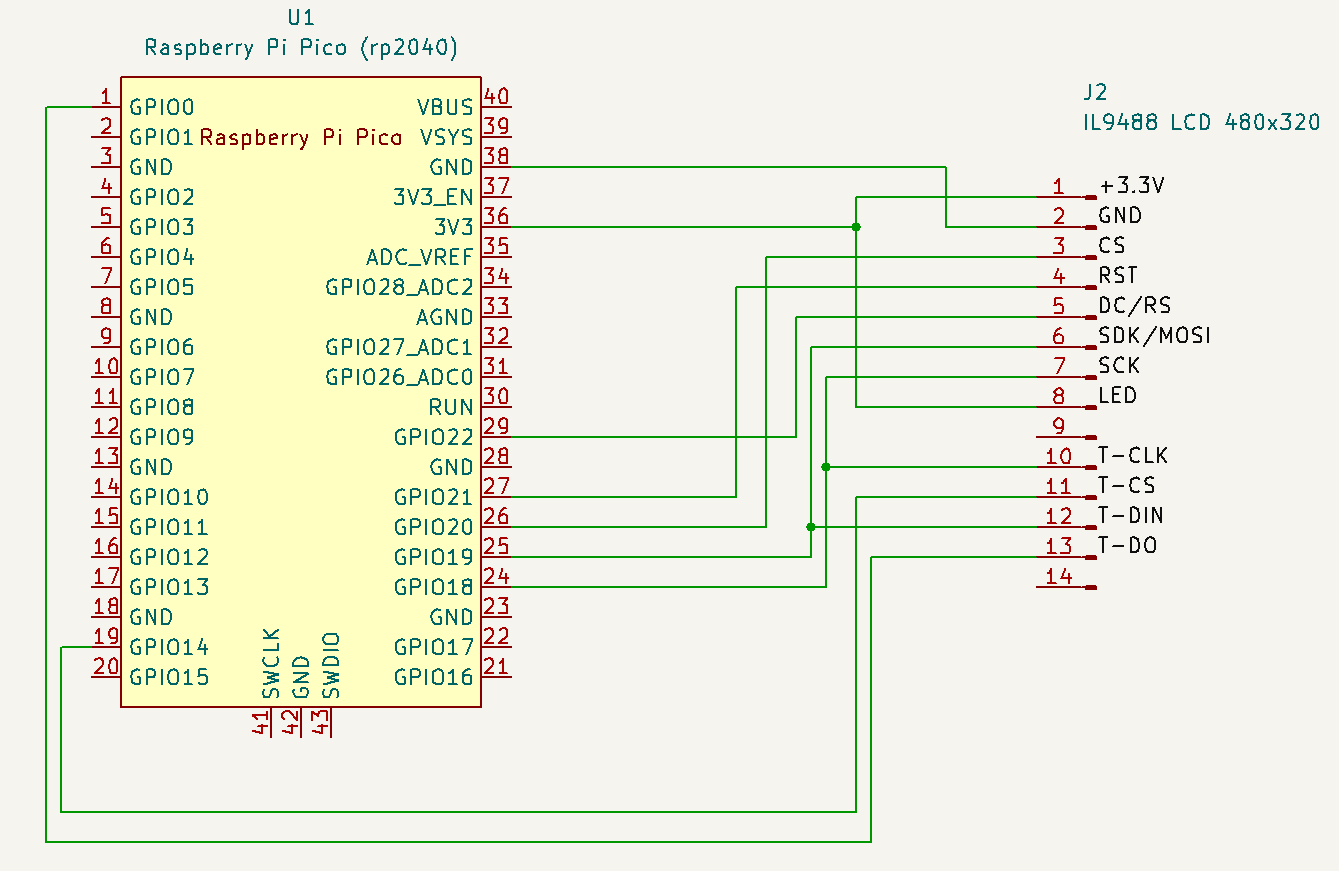 U1
Raspberry Pi Pico (rp2040)
J2
IL9488 LCD 480x320
Raspberry Pi Pico
1 GPIO0
2 GPIO1
3 GND
4 GPIO2
5 GPIO3
6 GPIO4
7 GPIO5
8 GND
9 GPIO6
10 GPIO7
11 GPIO8
12 GPIO9
13 GND
14 GPIO10
15 GPIO11
16 GPIO12
17 GPIO13
18 GND
19 GPIO14
20 GPIO15
VBUS 40
VSYS 39
GND 38
3V3_EN 37
3V3 36
ADC_VREF 35
GPIO28_ADC2 34
AGND 33
GPIO27_ADC1 32
GPIO26_ADC0 31
RUN 30
GPIO22 29
GND 28
GPIO21 27
GPIO20 26
GPIO19 25
GPIO18 24
GND 23
GPIO17 22
GPIO16 21
41 SWCLK
42 GND
43 SWDIO
1 +3.3V
2 GND
3 CS
4 RST
5 DC/RS
6 SDK/MOSI
7 SCK
8 LED
9
10 T-CLK
11 T-CS
12 T-DIN
13 T-DO
14